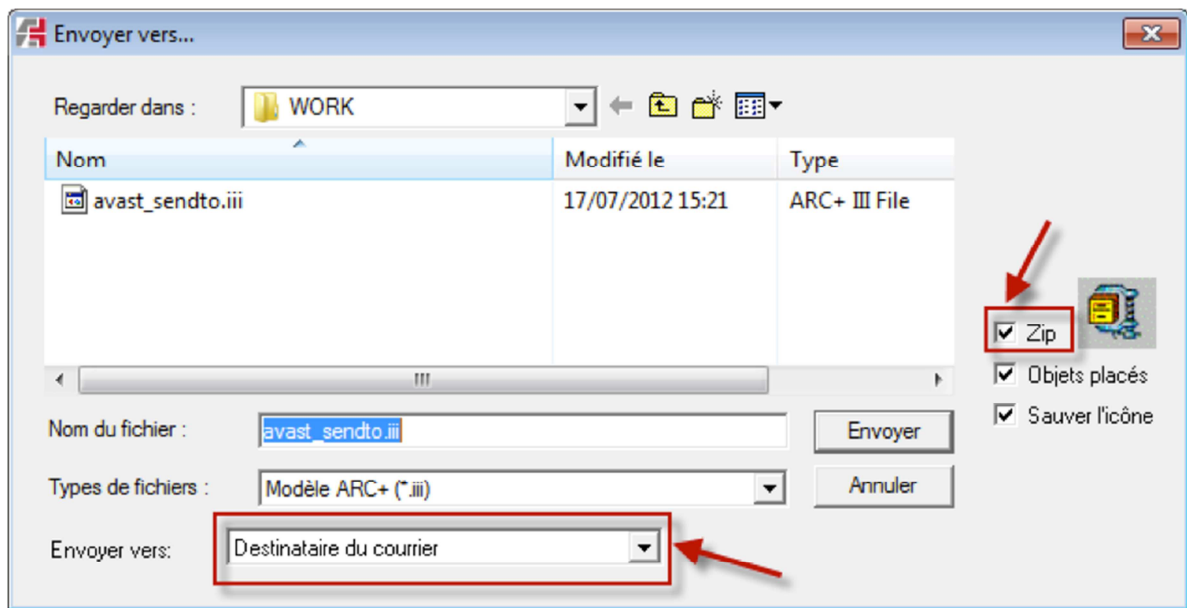 Envoyer vers...
Regarder dans : WORK
Nom Modifié le Type
avast_sendto.iii 17/07/2012 15:21 ARC+ III File
Zip
Objets placés
Nom du fichier : avast_sendto.iii Envoyer Sauver l'icône
Types de fichiers : Modèle ARC+ (*.iii) Annuler
Envoyer vers: Destinataire du courrier